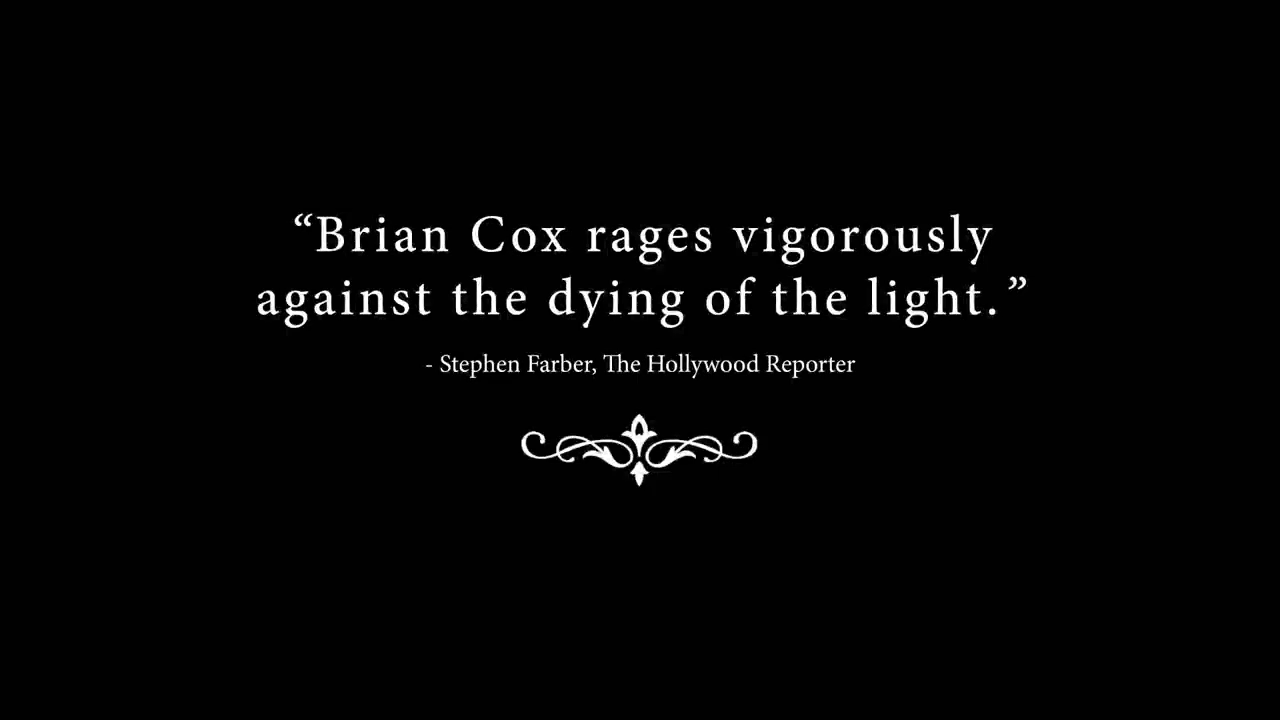 “Brian Cox rages vigorously
against the dying of the light.”
- Stephen Farber, The Hollywood Reporter